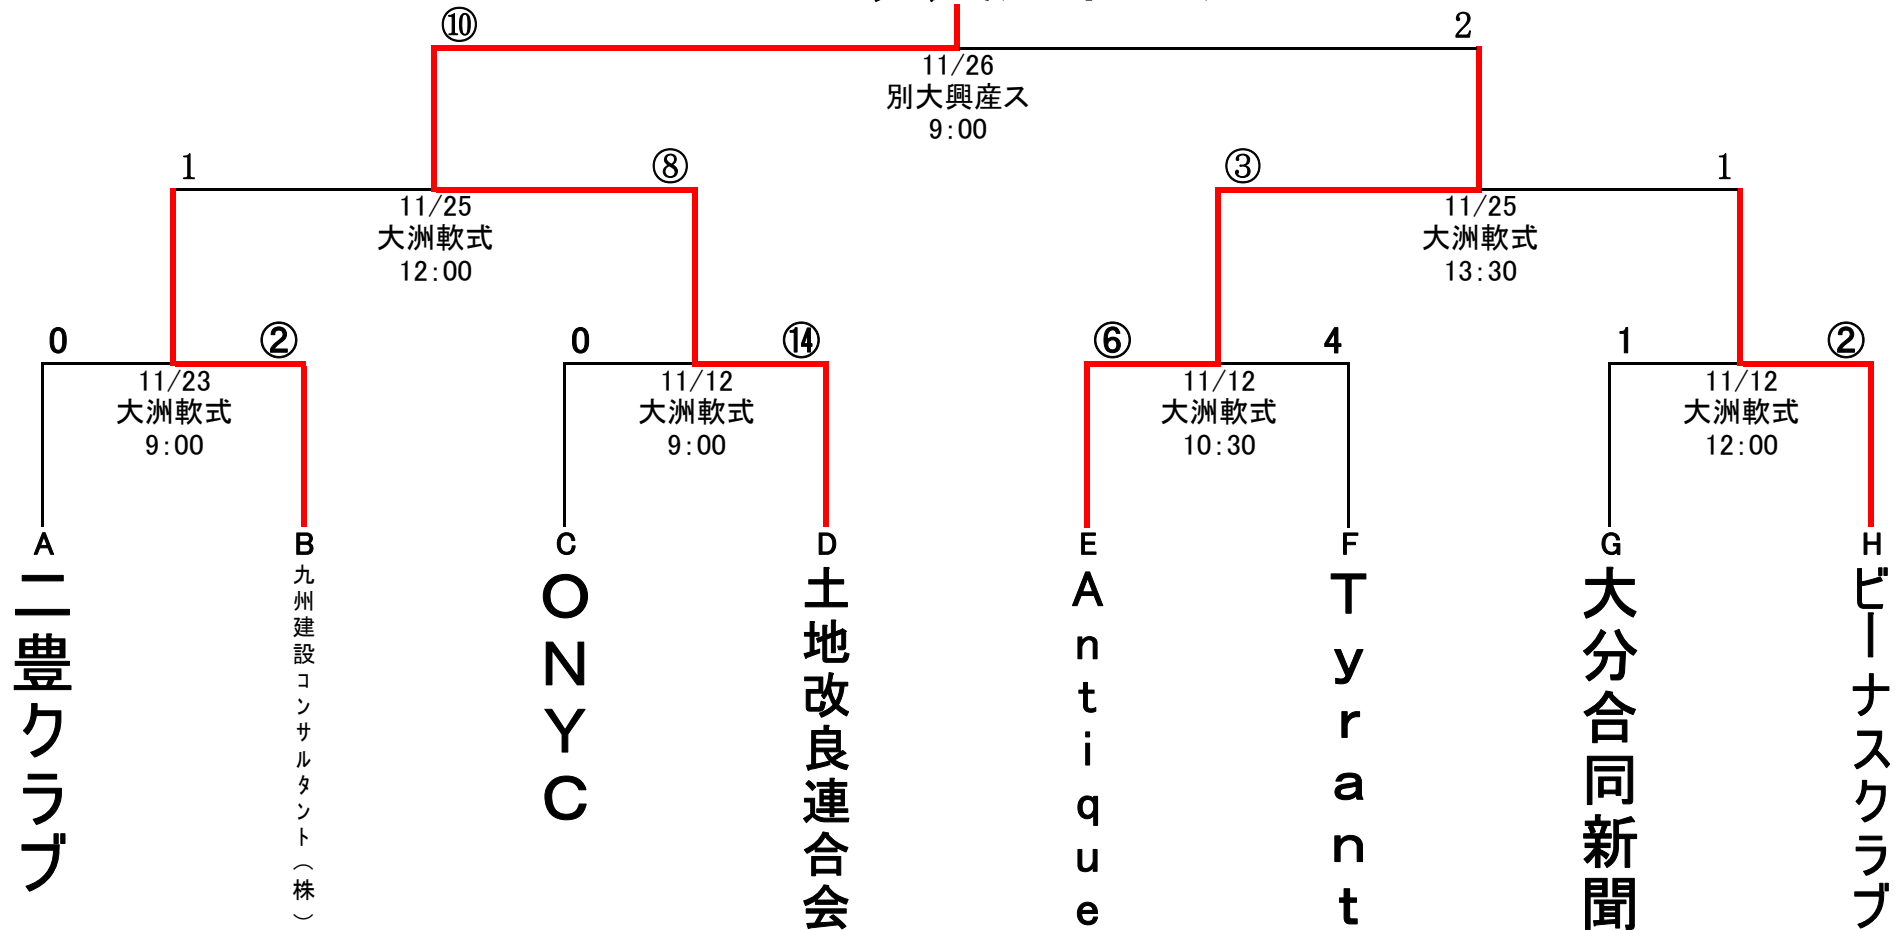 ⑩
2
11/26
別大興産ス
9:00
1
⑧
③
1
11/25
大洲軟式
12:00
11/25
大洲軟式
13:30
0
②
0
⑭
⑥
4
1
②
11/23
大洲軟式
9:00
11/12
大洲軟式
9:00
11/12
大洲軟式
10:30
11/12
大洲軟式
12:00
A
B
C
D
E
F
G
H
二豊クラブ
九州建設コンサルタント(株)
ONYC
土地改良連合会
Antique
Tyrant
大分合同新聞
ビーナスクラブ